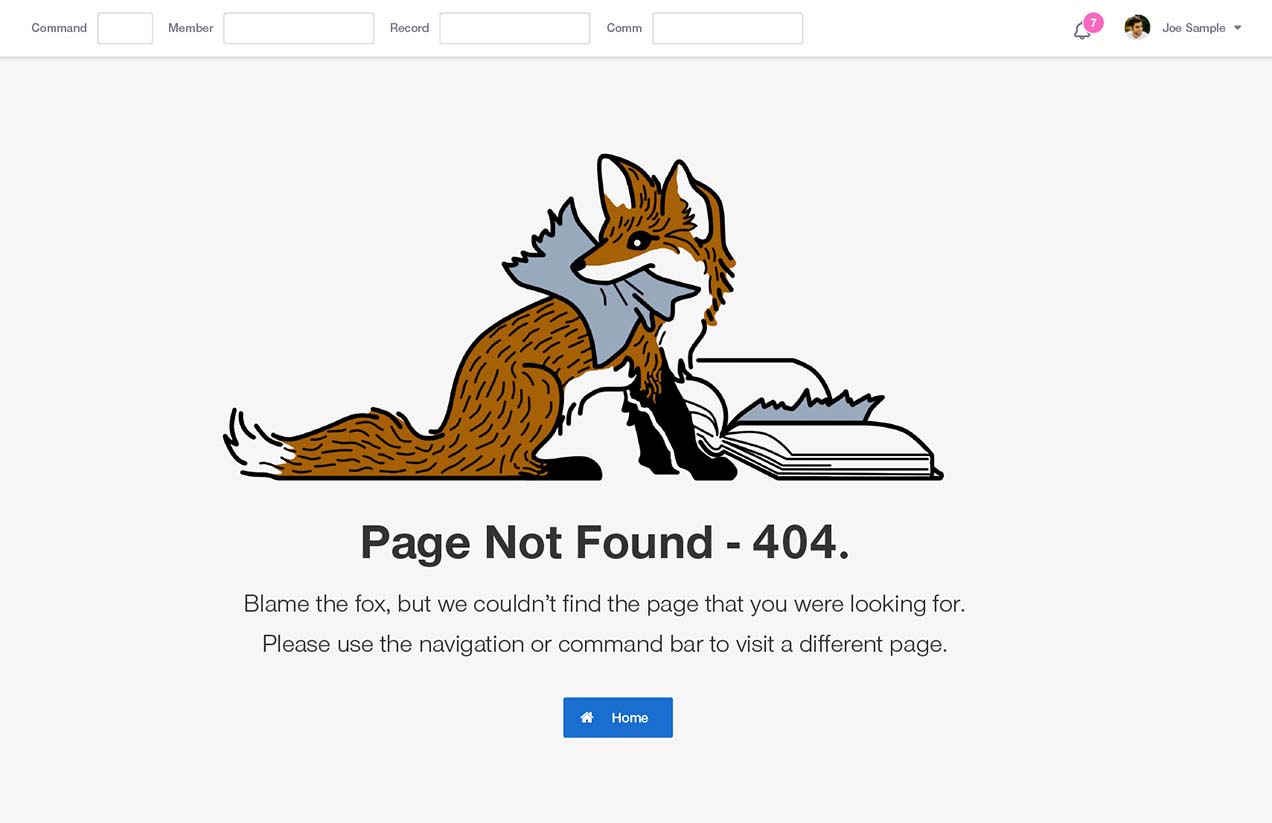 Command Member Record Comm 7 Joe Sample
Page Not Found - 404.
Blame the fox, but we couldn’t find the page that you were looking for.
Please use the navigation or command bar to visit a different page.
Home